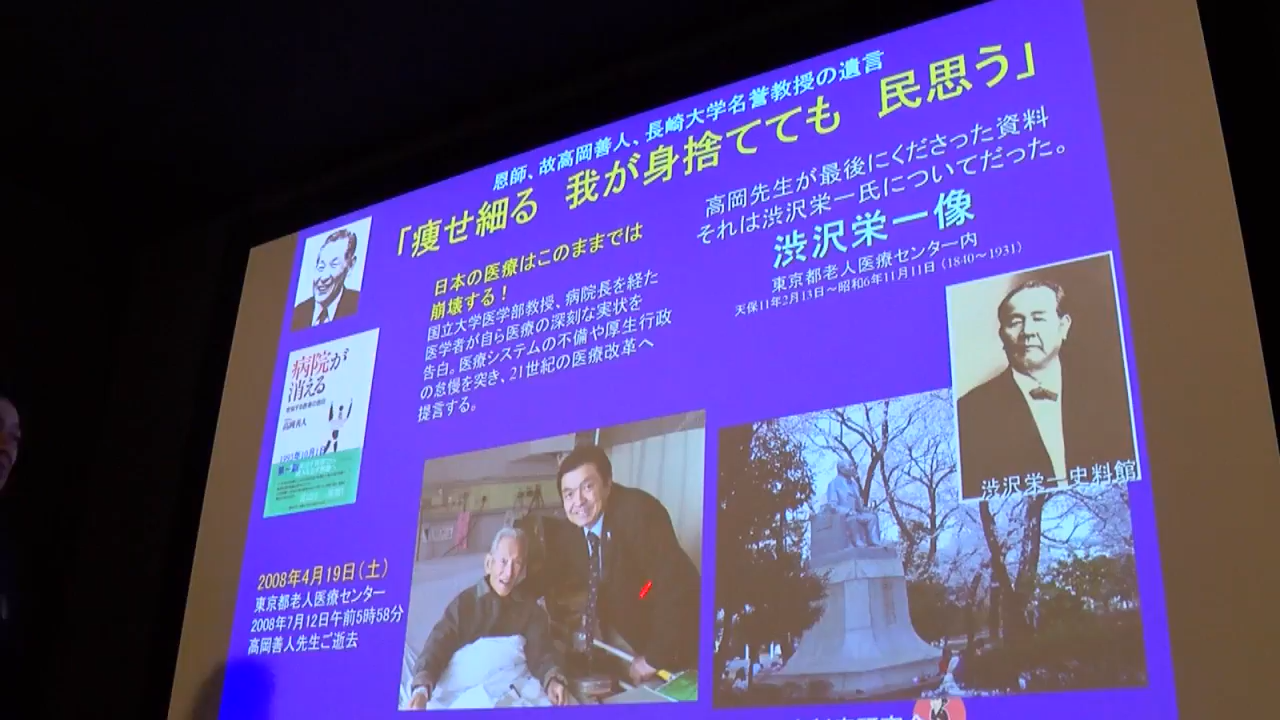 恩師、故高岡善人、長崎大学名誉教授の遺言
「痩せ細る 我が身捨てても 民思う」
日本の医療はこのままでは
崩壊する！
国立大学医学部教授、病院長を経た
医学者が自ら医療の深刻な実状を
告白。医療システムの不備や厚生行政
の怠慢を突き、21世紀の医療改革へ
提言する。
高岡先生が最後にくださった資料
それは渋沢栄一氏についてだった。
渋沢栄一像
東京都老人医療センター内
天保11年2月13日～昭和6年11月11日（1840～1931）
渋沢栄一史料館
病院が
消える
高岡善人
2008年4月19日（土）
東京都老人医療センター
2008年7月12日午前5時58分
高岡善人先生ご逝去